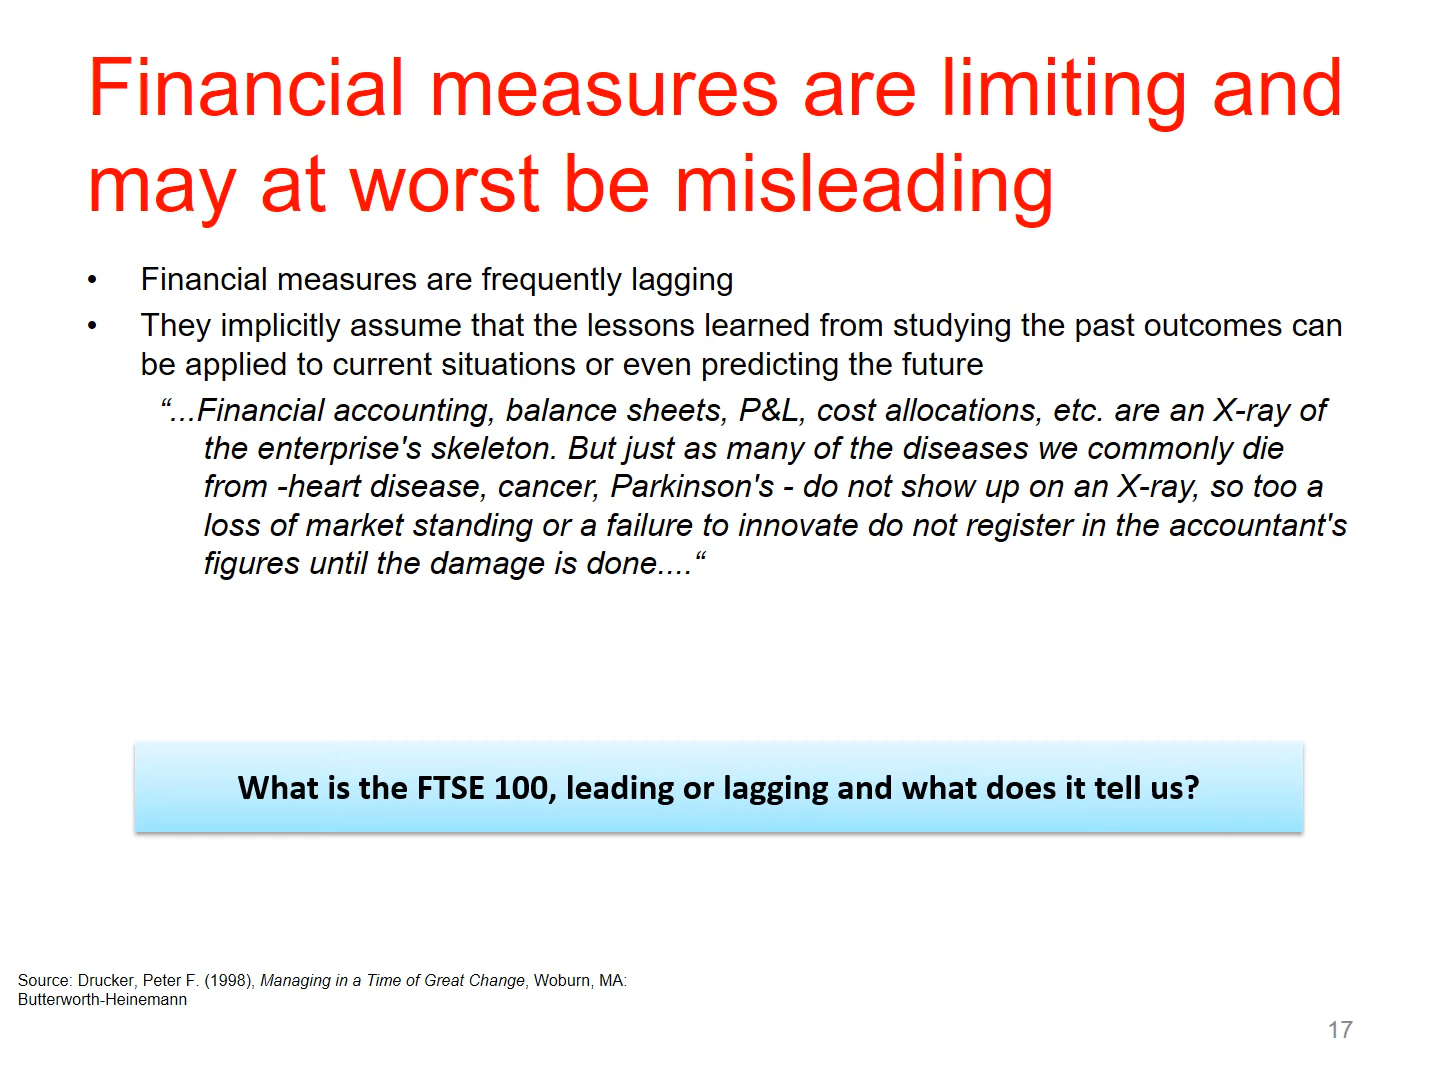 Financial measures are limiting and
may at worst be misleading
• Financial measures are frequently lagging
• They implicitly assume that the lessons learned from studying the past outcomes can
be applied to current situations or even predicting the future
“...Financial accounting, balance sheets, P&L, cost allocations, etc. are an X-ray of
the enterprise's skeleton. But just as many of the diseases we commonly die
from -heart disease, cancer, Parkinson's - do not show up on an X-ray, so too a
loss of market standing or a failure to innovate do not register in the accountant's
figures until the damage is done....“
What is the FTSE 100, leading or lagging and what does it tell us?
Source: Drucker, Peter F. (1998), Managing in a Time of Great Change, Woburn, MA:
Butterworth-Heinemann
17